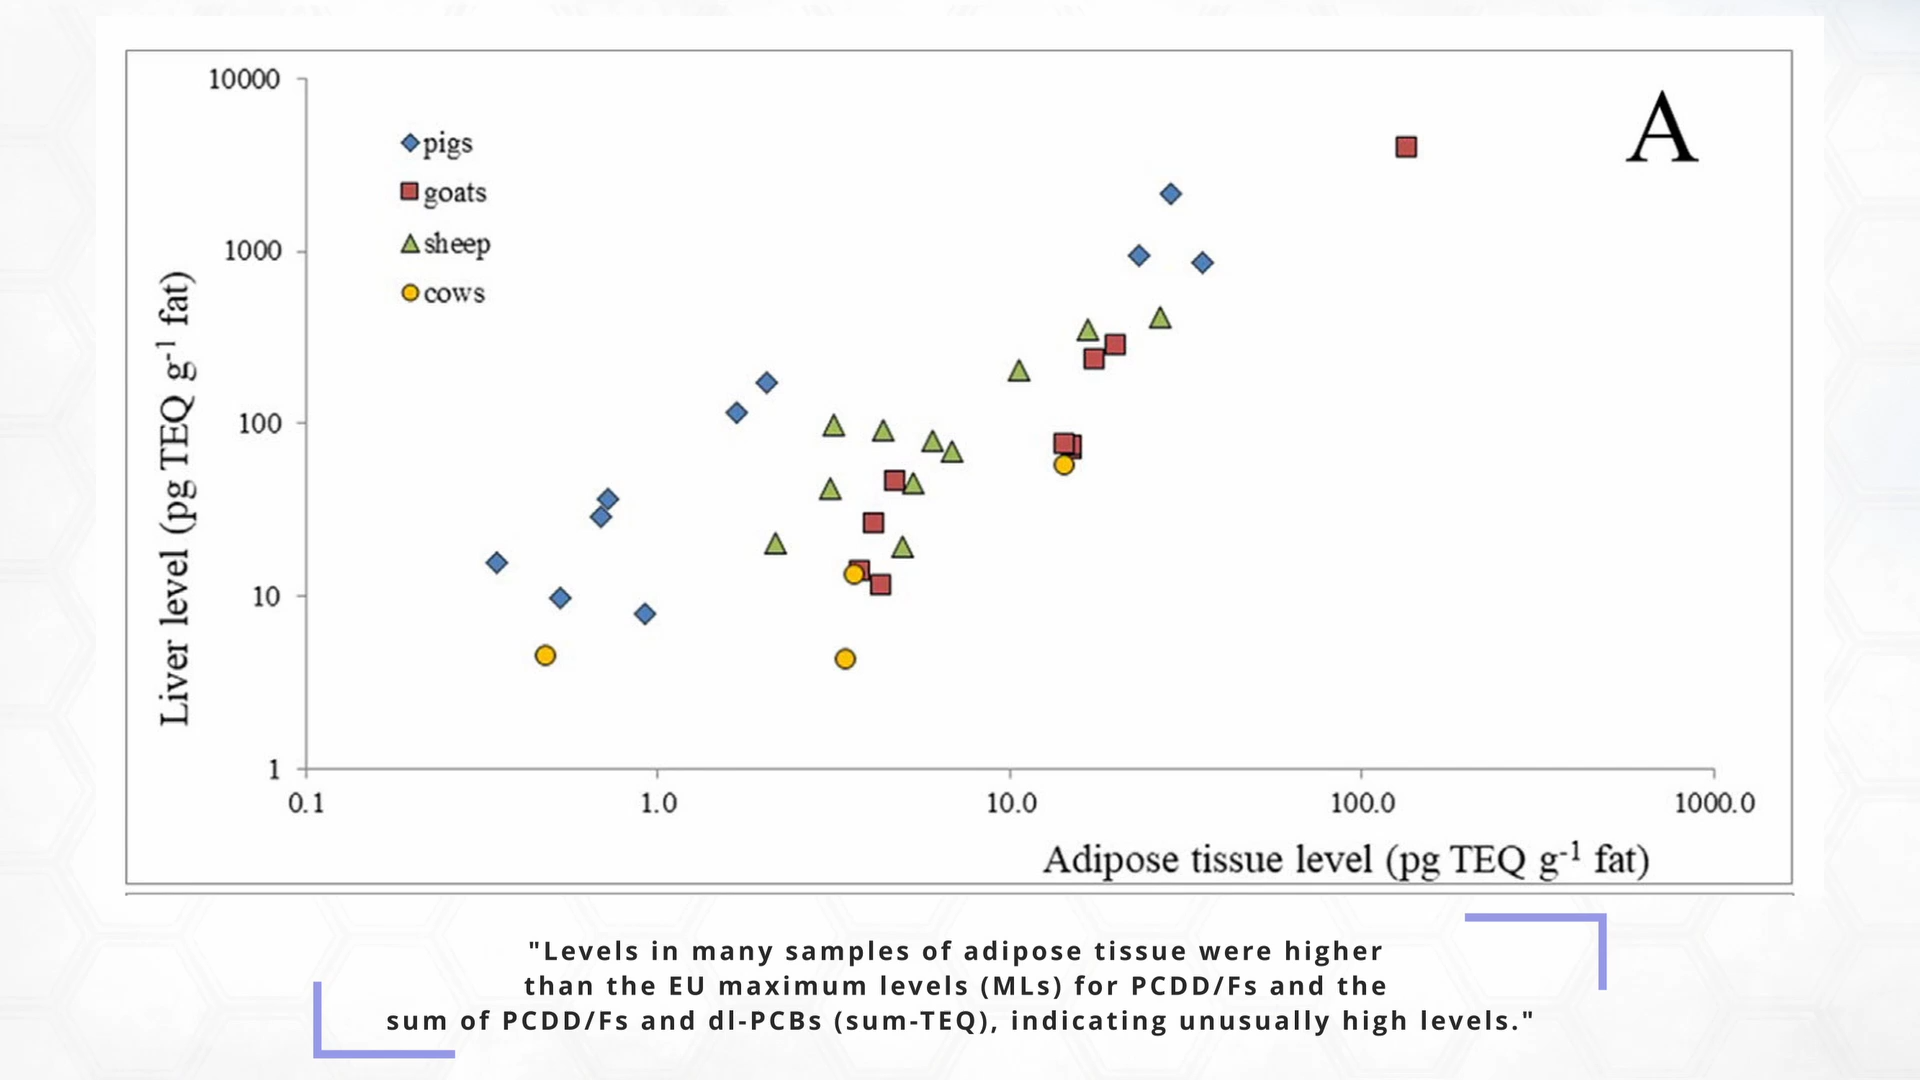 A
10000
1000
100
10
1
pigs
goats
sheep
cows
Liver level (pg TEQ g⁻¹ fat)
0.1 1.0 10.0 100.0 1000.0
Adipose tissue level (pg TEQ g⁻¹ fat)
"Levels in many samples of adipose tissue were higher
than the EU maximum levels (MLs) for PCDD/Fs and the
sum of PCDD/Fs and dl-PCBs (sum-TEQ), indicating unusually high levels."